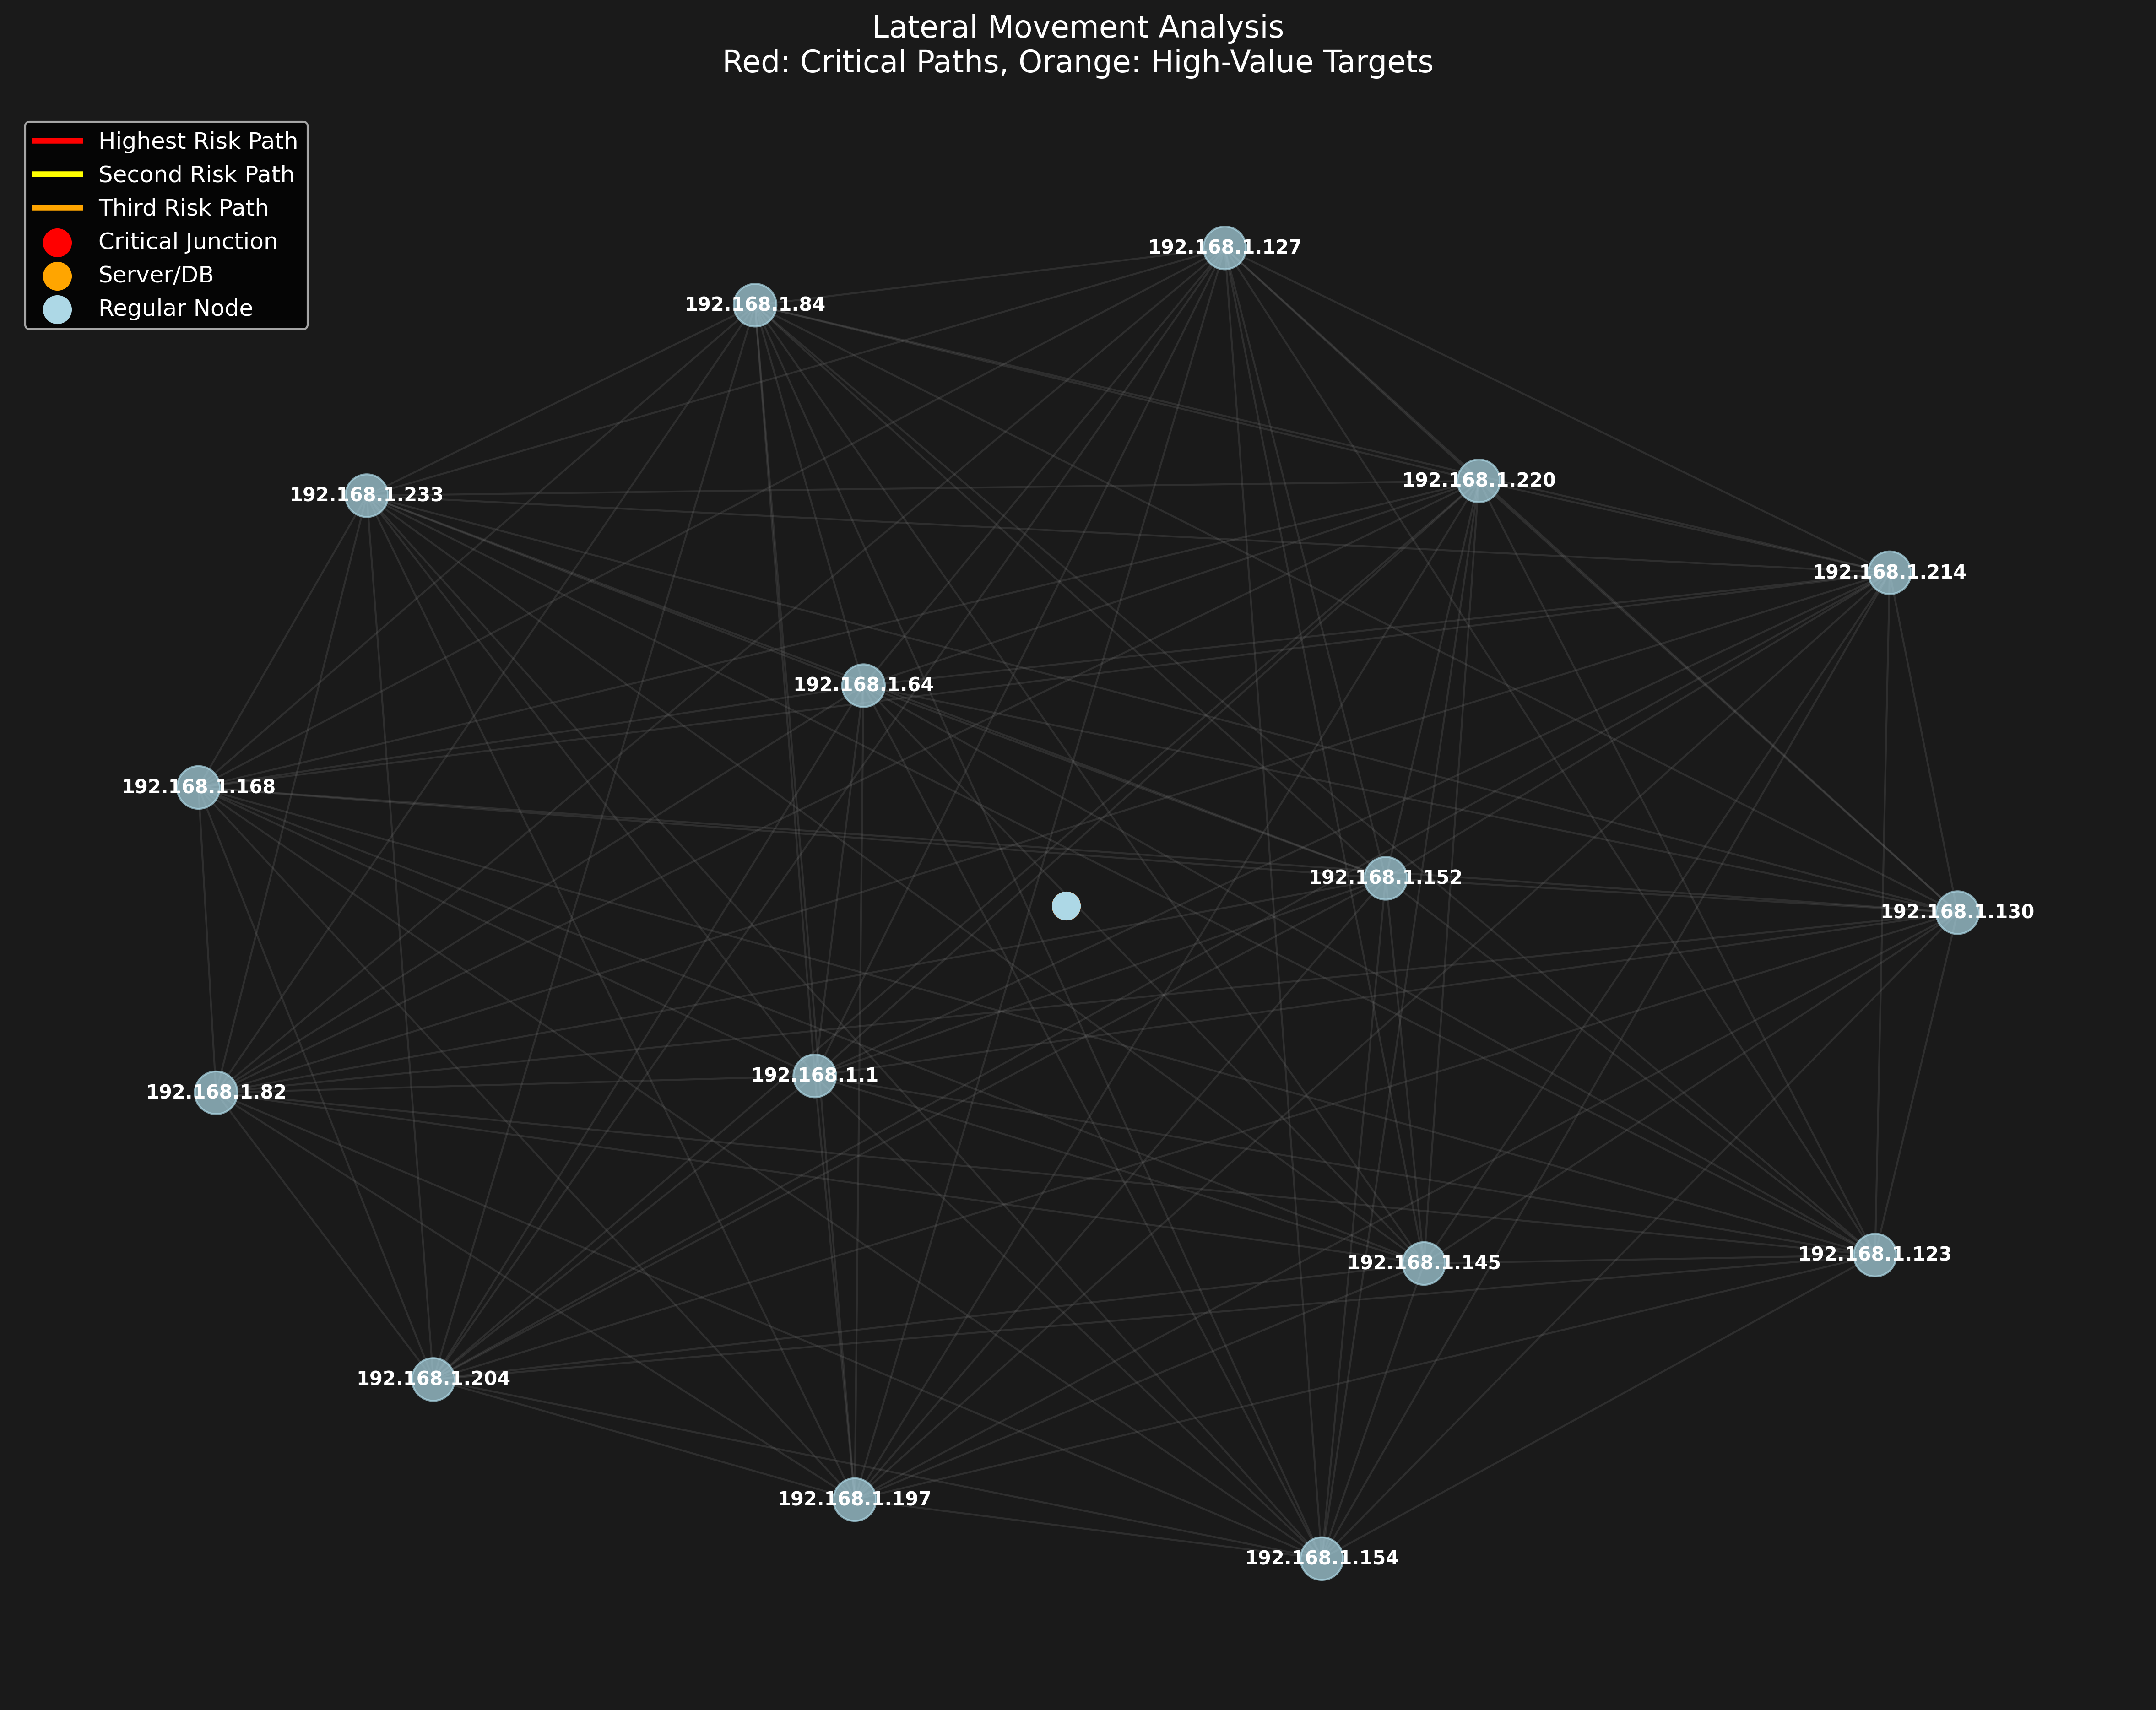 Lateral Movement Analysis
Red: Critical Paths, Orange: High-Value Targets
Highest Risk Path
Second Risk Path
Third Risk Path
Critical Junction
Server/DB
Regular Node
192.168.1.127
192.168.1.84
192.168.1.220
192.168.1.233
192.168.1.214
192.168.1.64
192.168.1.168
192.168.1.152
192.168.1.130
192.168.1.1
192.168.1.82
192.168.1.123
192.168.1.145
192.168.1.204
192.168.1.197
192.168.1.154